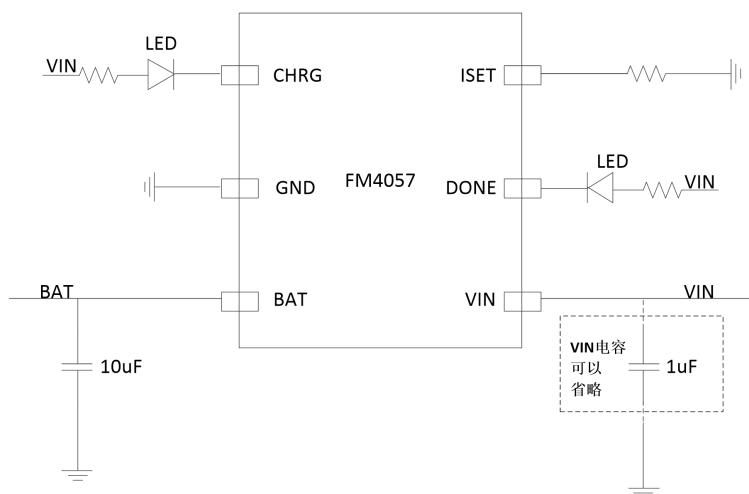 LED
VIN
CHRG
ISET
FM4057
GND
DONE
LED
VIN
BAT
BAT
VIN
VIN
10uF
VIN电容
可以
省略
1uF